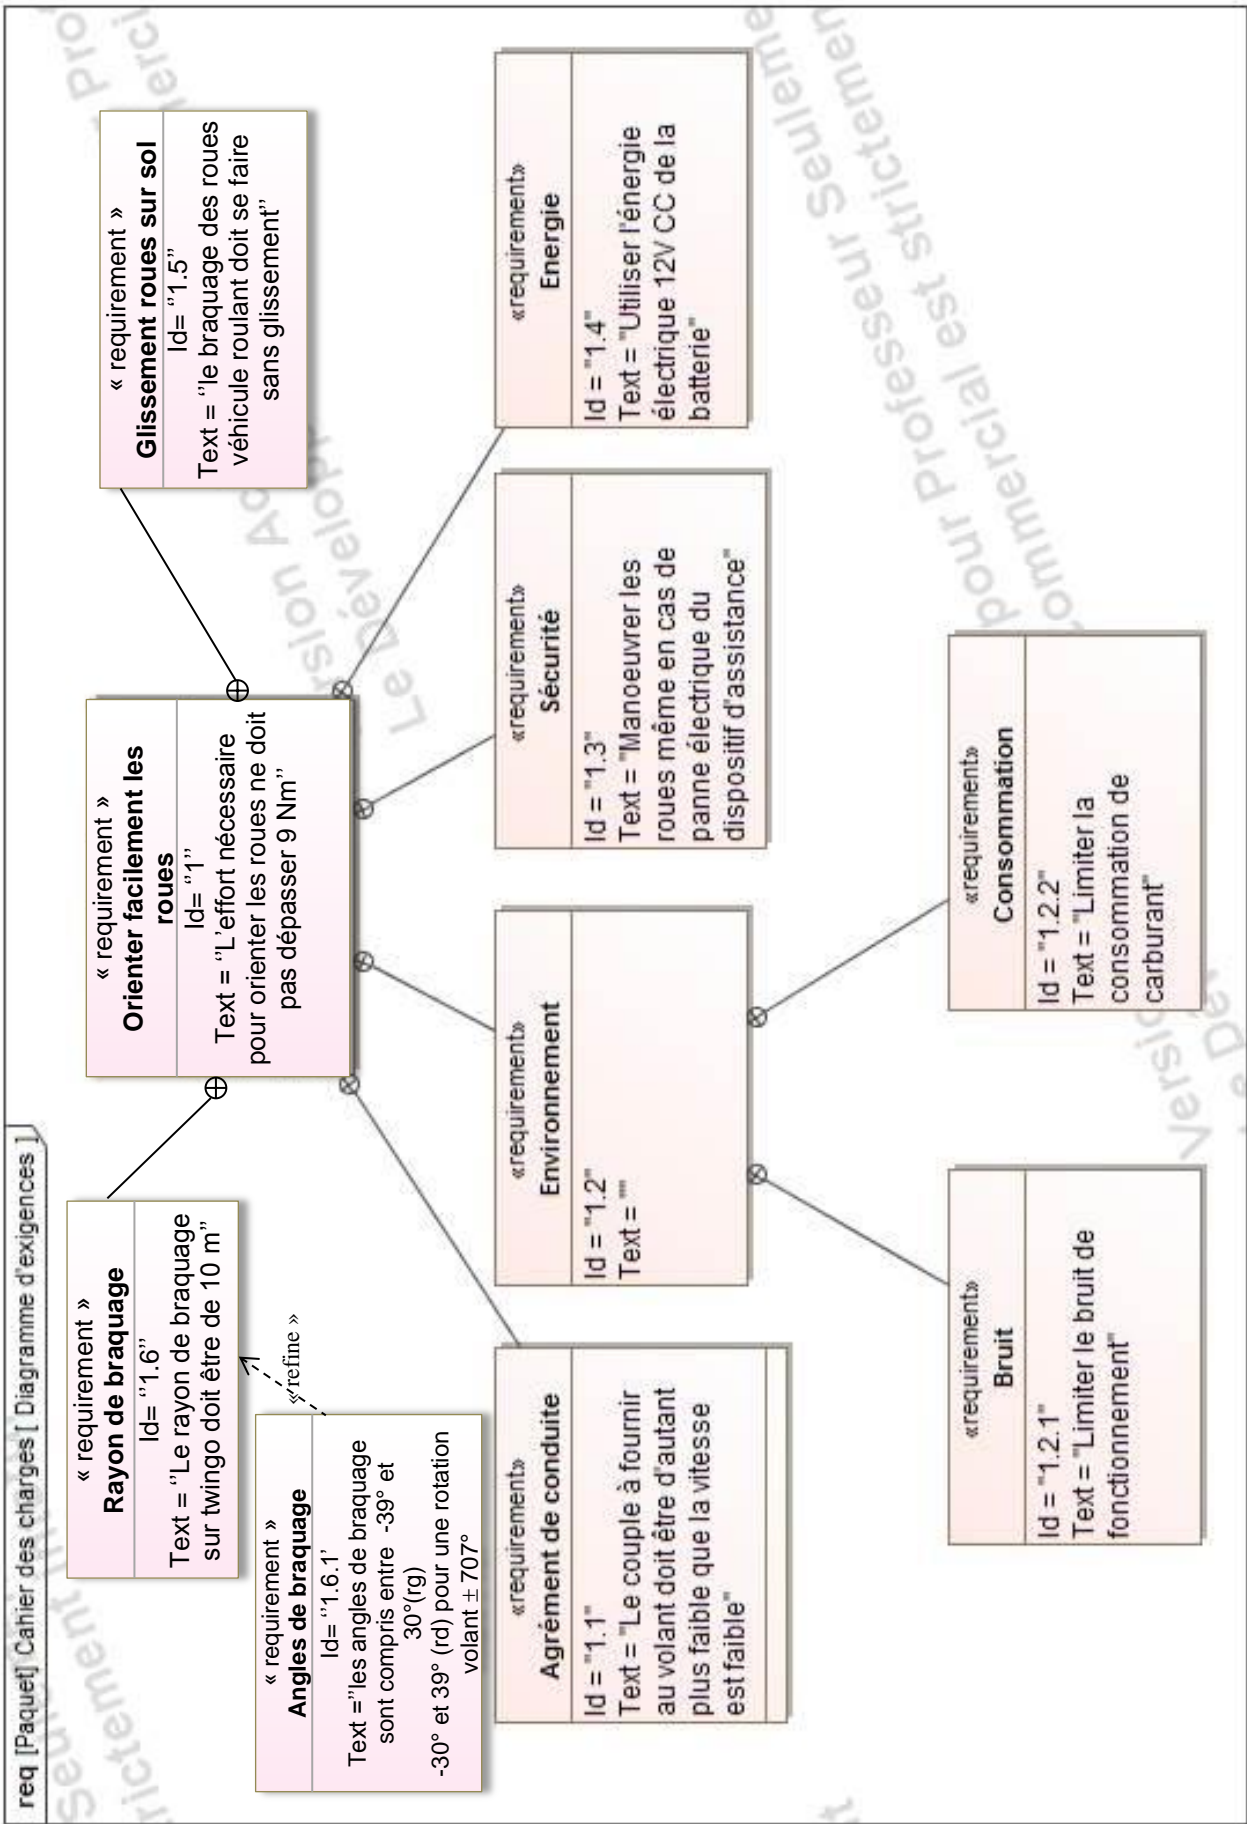 req [Paquet] Cahier des charges [ Diagramme d'exigences ]
« requirement »
Rayon de braquage
Id= ‘’1.6’’
Text = ‘’Le rayon de braquage
sur twingo doit être de 10 m’’
« requirement »
Orienter facilement les
roues
Id= ‘’1’’
Text = ‘’L’effort nécessaire
pour orienter les roues ne doit
pas dépasser 9 Nm’’
« requirement »
Glissement roues sur sol
Id= ‘’1.5’’
Text = ‘’le braquage des roues
véhicule roulant doit se faire
sans glissement’’
« refine »
« requirement »
Angles de braquage
Id= ‘’1.6.1’
Text =’’les angles de braquage
sont compris entre -39° et
30°(rg)
-30° et 39° (rd) pour une rotation
volant ± 707°
«requirement»
Agrément de conduite
Id = "1.1"
Text = "Le couple à fournir
au volant doit être d'autant
plus faible que la vitesse
est faible"
«requirement»
Environnement
Id = "1.2"
Text = ""
«requirement»
Sécurité
Id = "1.3"
Text = "Manoeuvrer les
roues même en cas de
panne électrique du
dispositif d'assistance"
«requirement»
Energie
Id = "1.4"
Text = "Utiliser l'énergie
électrique 12V CC de la
batterie"
«requirement»
Bruit
Id = "1.2.1"
Text = "Limiter le bruit de
fonctionnement"
«requirement»
Consommation
Id = "1.2.2"
Text = "Limiter la
consommation de
carburant"
Le Dévelop
pour Professeur Seuleme
commercial est strictemen